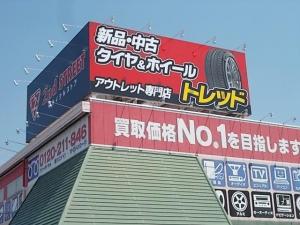 2nd STREET
新品・中古
タイヤ&ホイール
アウトレット専門店
トレッド
買取価格No.1を目指します
0120-211-846